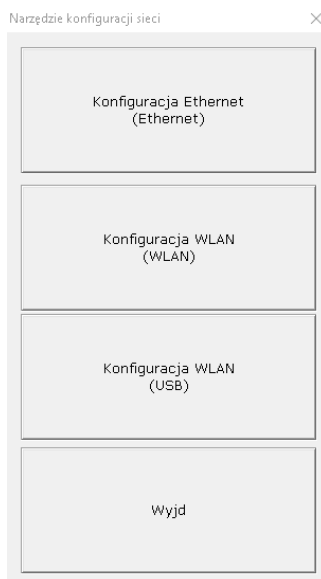 Narzędzie konfiguracji sieci
Konfiguracja Ethernet
(Ethernet)
Konfiguracja WLAN
(WLAN)
Konfiguracja WLAN
(USB)
Wyjd